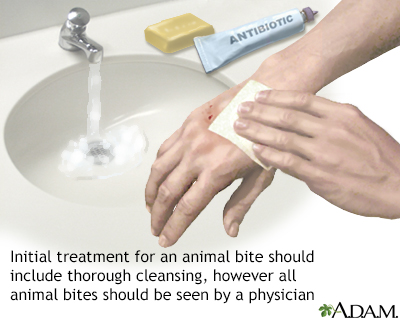 ANTIBIOTIC
Initial treatment for an animal bite should
include thorough cleansing, however all
animal bites should be seen by a physician
ADAM.